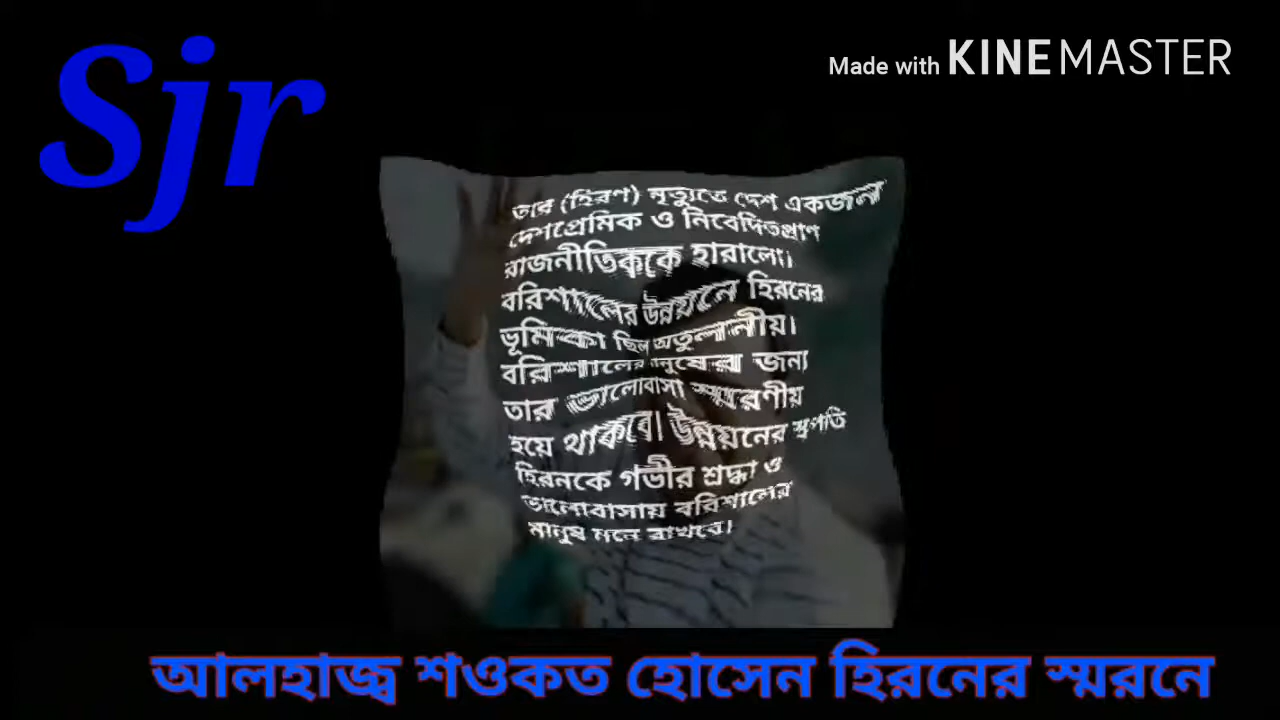 Sjr
Made with KINEMASTER
তার (হিরণ) মৃত্যুতে দেশ একজন
দেশপ্রেমিক ও নিবেদিতপ্রাণ
রাজনীতিককে হারালো।
বরিশালের উন্নয়নে হিরনের
ভূমিকা ছিল অতুলনীয়।
বরিশালের মানুষের জন্য
তার ভালোবাসা স্মরণীয়
হয়ে থাকবে। উন্নয়নের স্থপতি
হিরনকে গভীর শ্রদ্ধা ও
ভালোবাসায় বরিশালের
মানুষ মনে রাখবে।
আলহাজ্ব শওকত হোসেন হিরনের স্মরনে